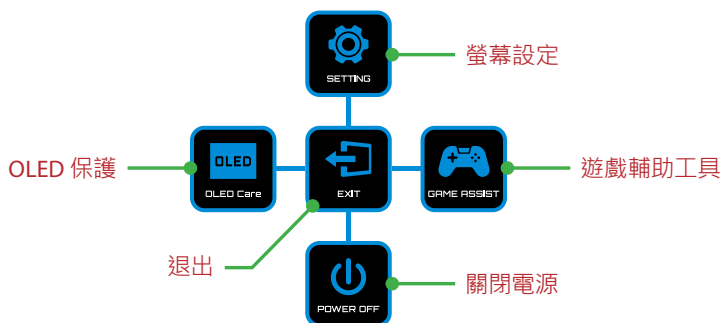 SETTING
螢幕設定
OLED 保護
OLED
OLED Care
EXIT
GAME ASSIST
遊戲輔助工具
退出
POWER OFF
關閉電源